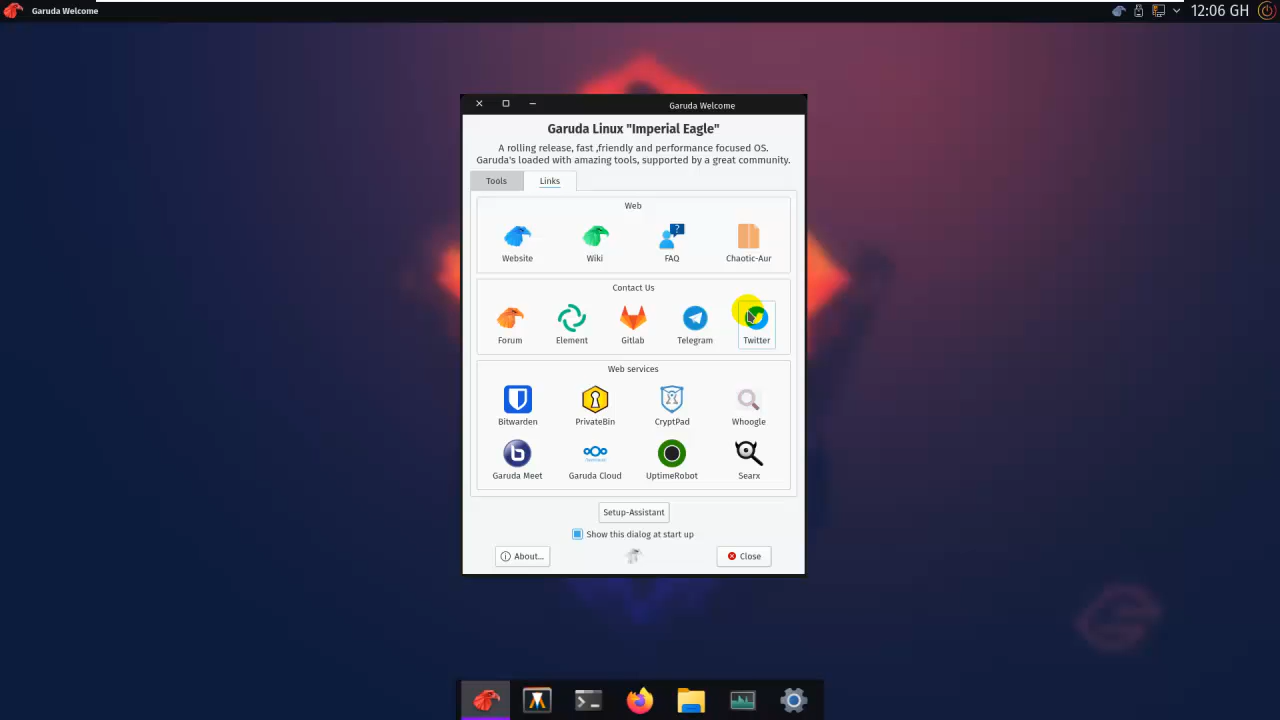 Garuda Welcome
12:06 GH
Garuda Welcome
Garuda Linux "Imperial Eagle"
A rolling release, fast ,friendly and performance focused OS.
Garuda's loaded with amazing tools, supported by a great community.
Tools Links
Web
Website Wiki FAQ Chaotic-Aur
Contact Us
Forum Element Gitlab Telegram Twitter
Web services
Bitwarden PrivateBin CryptPad Whoogle
Garuda Meet Garuda Cloud UptimeRobot Searx
Setup-Assistant
Show this dialog at start up
About... Close